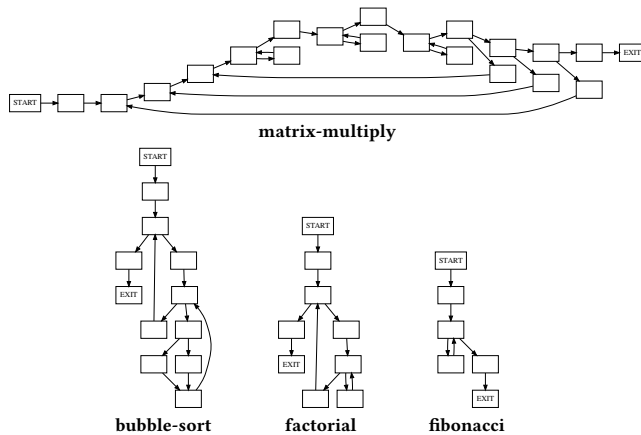 START
EXIT
matrix-multiply
START
START
START
EXIT
EXIT
EXIT
bubble-sort
factorial
fibonacci